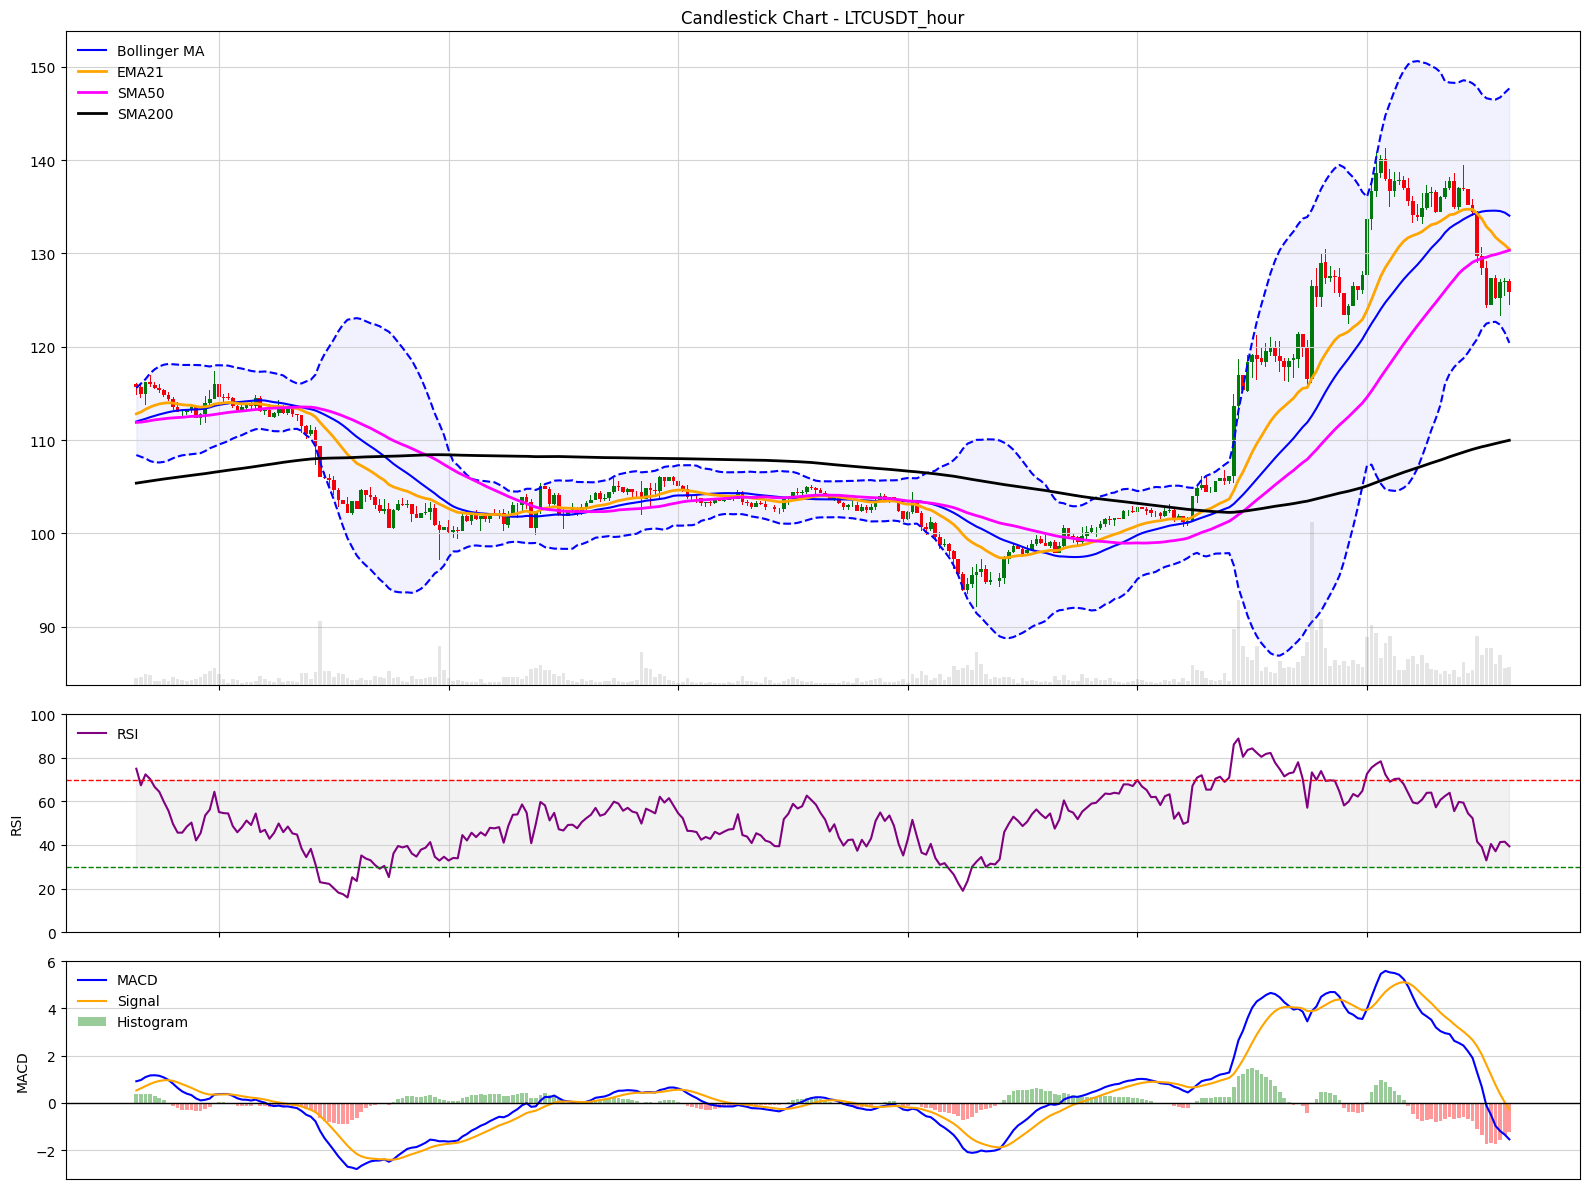 Candlestick Chart - LTCUSDT_hour
Bollinger MA
EMA21
SMA50
SMA200
150
140
130
120
110
100
90
RSI
100
80
60
40
20
0
RSI
MACD
Signal
Histogram
6
4
2
0
−2
MACD